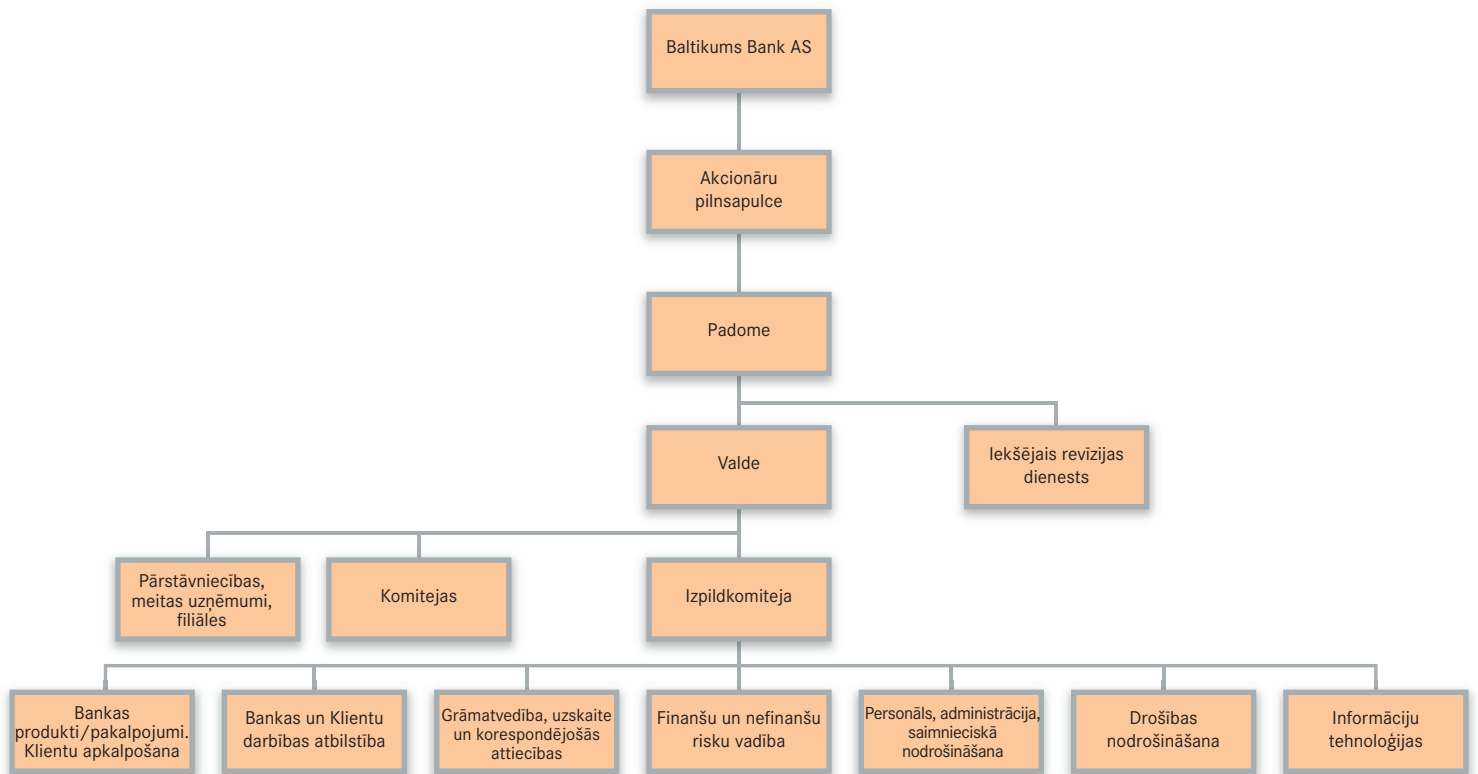 Baltikums Bank AS
Akcionāru
pilnsapulce
Padome
Valde
Iekšējais revīzijas
dienests
Pārstāvniecības,
meitas uzņēmumi,
filiāles
Komitejas
Izpildkomiteja
Bankas
produkti/pakalpojumi.
Klientu apkalpošana
Bankas un Klientu
darbības atbilstība
Grāmatvedība, uzskaite
un korespondējošās
attiecības
Finanšu un nefinanšu
risku vadība
Personāls, administrācija,
saimnieciskā
nodrošināšana
Drošības
nodrošināšana
Informāciju
tehnoloģijas